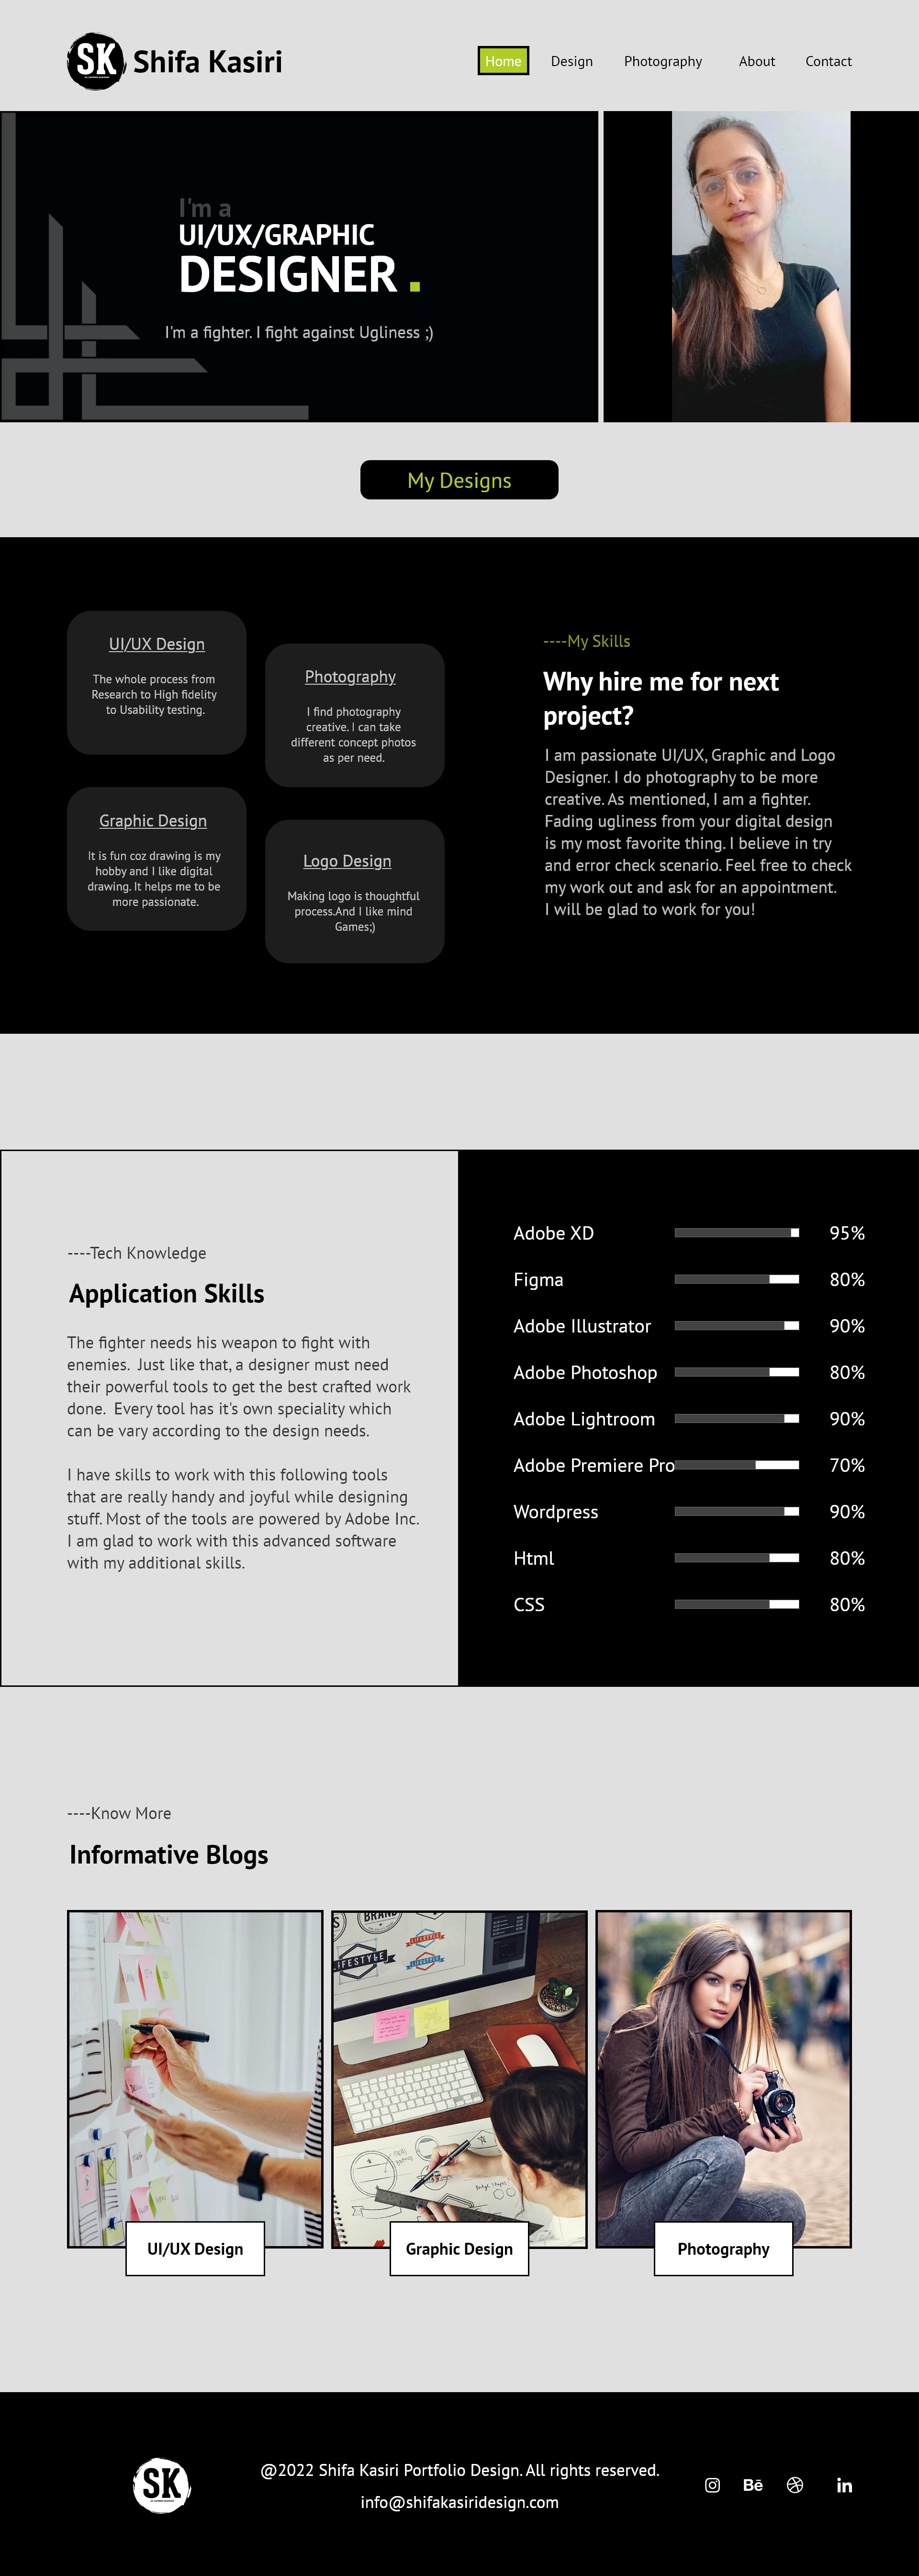 SK
Shifa Kasiri
Home
Design
Photography
About
Contact
I'm a
UI/UX/GRAPHIC
DESIGNER .
I'm a fighter. I fight against Ugliness ;)
My Designs
UI/UX Design
The whole process from
Research to High fidelity
to Usability testing.
Photography
I find photography
creative. I can take
different concept photos
as per need.
Graphic Design
It is fun coz drawing is my
hobby and I like digital
drawing. It helps me to be
more passionate.
Logo Design
Making logo is thoughtful
process.And I like mind
Games;)
----My Skills
Why hire me for next
project?
I am passionate UI/UX, Graphic and Logo
Designer. I do photography to be more
creative. As mentioned, I am a fighter.
Fading ugliness from your digital design
is my most favorite thing. I believe in try
and error check scenario. Feel free to check
my work out and ask for an appointment.
I will be glad to work for you!
----Tech Knowledge
Application Skills
The fighter needs his weapon to fight with
enemies.  Just like that, a designer must need
their powerful tools to get the best crafted work
done.  Every tool has it's own speciality which
can be vary according to the design needs.
I have skills to work with this following tools
that are really handy and joyful while designing
stuff. Most of the tools are powered by Adobe Inc.
I am glad to work with this advanced software
with my additional skills.
Adobe XD 95%
Figma 80%
Adobe Illustrator 90%
Adobe Photoshop 80%
Adobe Lightroom 90%
Adobe Premiere Pro 70%
Wordpress 90%
Html 80%
CSS 80%
----Know More
Informative Blogs
BRAND
LIFESTYLE
LIFESTYLE
IFESTYLE
UI/UX Design
Graphic Design
Photography
SK
@2022 Shifa Kasiri Portfolio Design. All rights reserved.
info@shifakasiridesign.com
Bē
in